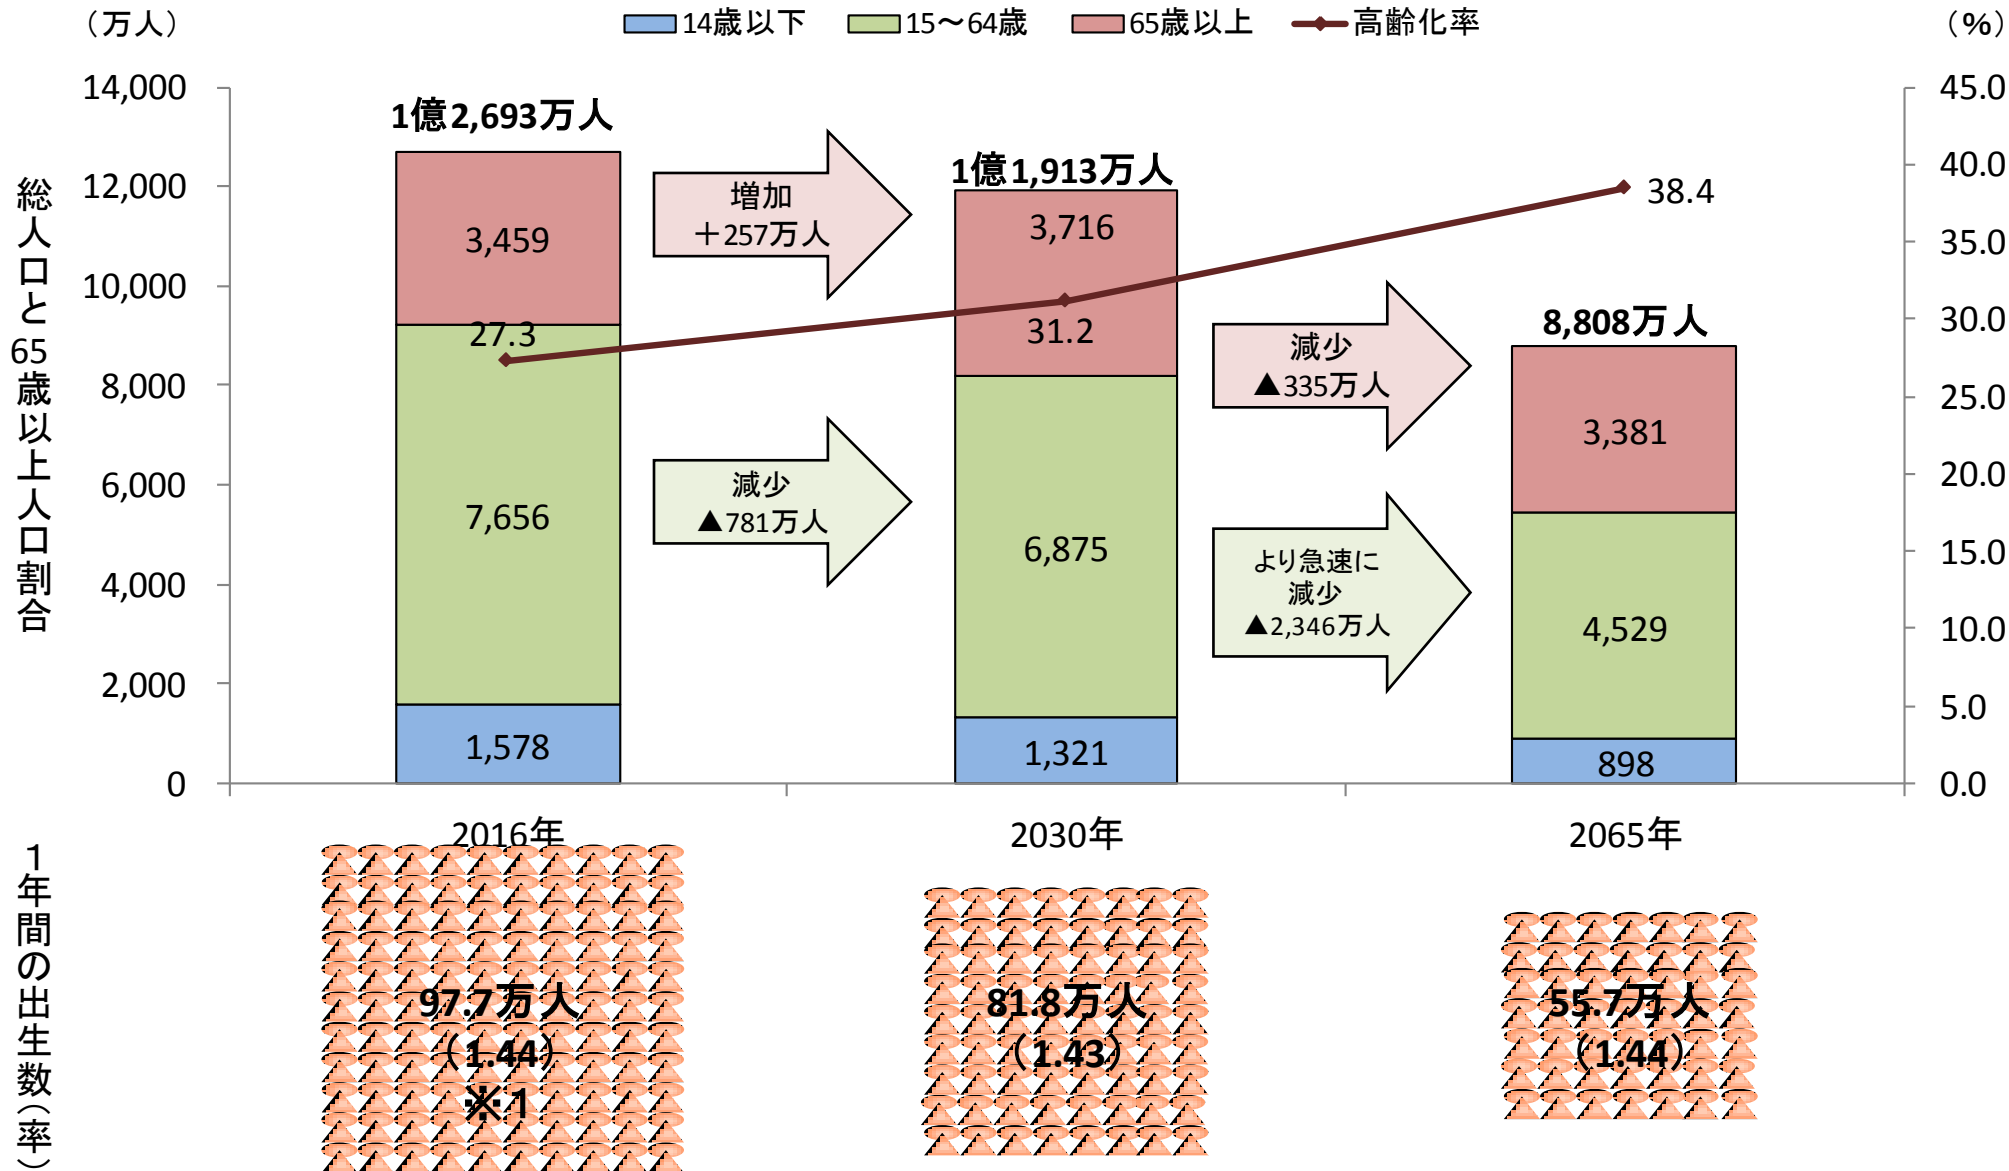 (万人)
14歳以下
15～64歳
65歳以上
高齢化率
(%)
総人口と65歳以上人口割合
14,000
12,000
10,000
8,000
6,000
4,000
2,000
0
45.0
40.0
35.0
30.0
25.0
20.0
15.0
10.0
5.0
0.0
1億2,693万人
3,459
27.3
7,656
1,578
増加
＋257万人
減少
▲781万人
1億1,913万人
3,716
31.2
6,875
1,321
減少
▲335万人
より急速に
減少
▲2,346万人
38.4
8,808万人
3,381
4,529
898
2016年
2030年
2065年
１年間の出生数(率)
97.7万人
（1.44）
※１
81.8万人
（1.43）
55.7万人
（1.44）